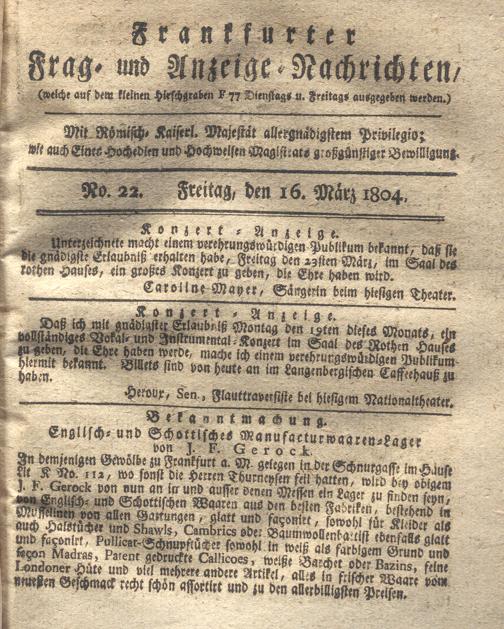 Frankfurter
Frag- und Anzeige-Nachrichten,
(welche auf dem kleinen Hirschgraben F 77 Dienstags u. Freitags ausgegeben werden.)
Mit Römisch- Kaiserl. Majestät allergnädigstem Privilegio;
wie auch Eines Hochedlen und Hochweisen Magistrats großgünstiger Bewilligung.
No. 22. Freitag, den 16. März 1804.
Konzert-Anzeige.
Unterzeichnete macht einem verehrungswürdigen Publikum bekannt, daß sie
die gnädigste Erlaubniß erhalten habe, Freitag den 23sten März, im Saal des
rothen Hauses, ein großes Konzert zu geben, die Ehre haben wird.
Caroline Mayer, Sängerin beim hiesigen Theater.
Konzert-Anzeige.
Daß ich mit gnädigster Erlaubniß Montag den 19ten dieses Monats, ein
vollständiges Vokal- und Instrumental-Konzert im Saal des Rothen Hauses
zu geben, die Ehre haben werde, mache ich einem verehrungswürdigen Publikum
hiermit bekannt. Billets sind von heute an im Langenbergischen Caffeehauß zu
haben.
Heroux, Sen., Flauttraversiste bei hiesigem Nationaltheater.
Bekanntmachung.
Englisch- und Schottisches Manufacturwaaren-Lager
von J. F. Gerock.
In demjenigen Gewölbe zu Frankfurt a. M. gelegen in der Schnurgasse im Hause
Lit K No. 112, wo sonst die Herren Thurneysen feil hatten, wird bey obigem
J. F. Gerock von nun an in und ausser denen Messen ein Lager zu finden seyn,
von Englisch- und Schottischen Waaren aus den besten Fabriken, bestehend in
Musselinen von allen Gattungen, glatt und façonirt, sowohl für Kleider als
auch Halstücher und Shawls, Cambrics oder Baumwollenbattist ebenfalls glatt
und façonirt, Pullicat-Schnupftücher sowohl in weiß als farbigem Grund und
façon Madras, Patent gedruckte Callicoes, weiße Barchet oder Bazins, feine
Londoner Hüte und viel mehrere andere Artikel, alles in frischer Waare vom
neuesten Geschmack recht schön assortirt und zu den allerbilligsten Preisen.